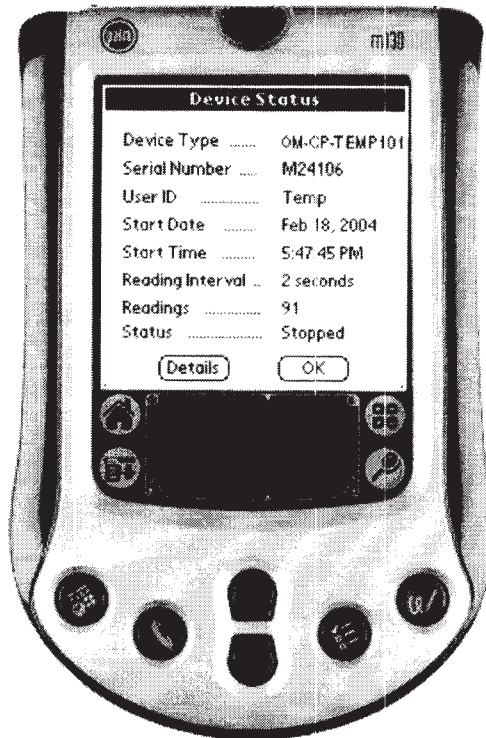 m130
Device Status
Device Type ....... OM-CP-TEMP101
Serial Number ..... M24106
User ID .............. Temp
Start Date ........ Feb 18, 2004
Start Time ........ 5:47 45 PM
Reading Interval .. 2 seconds
Readings ............. 91
Status .................. Stopped
Details OK